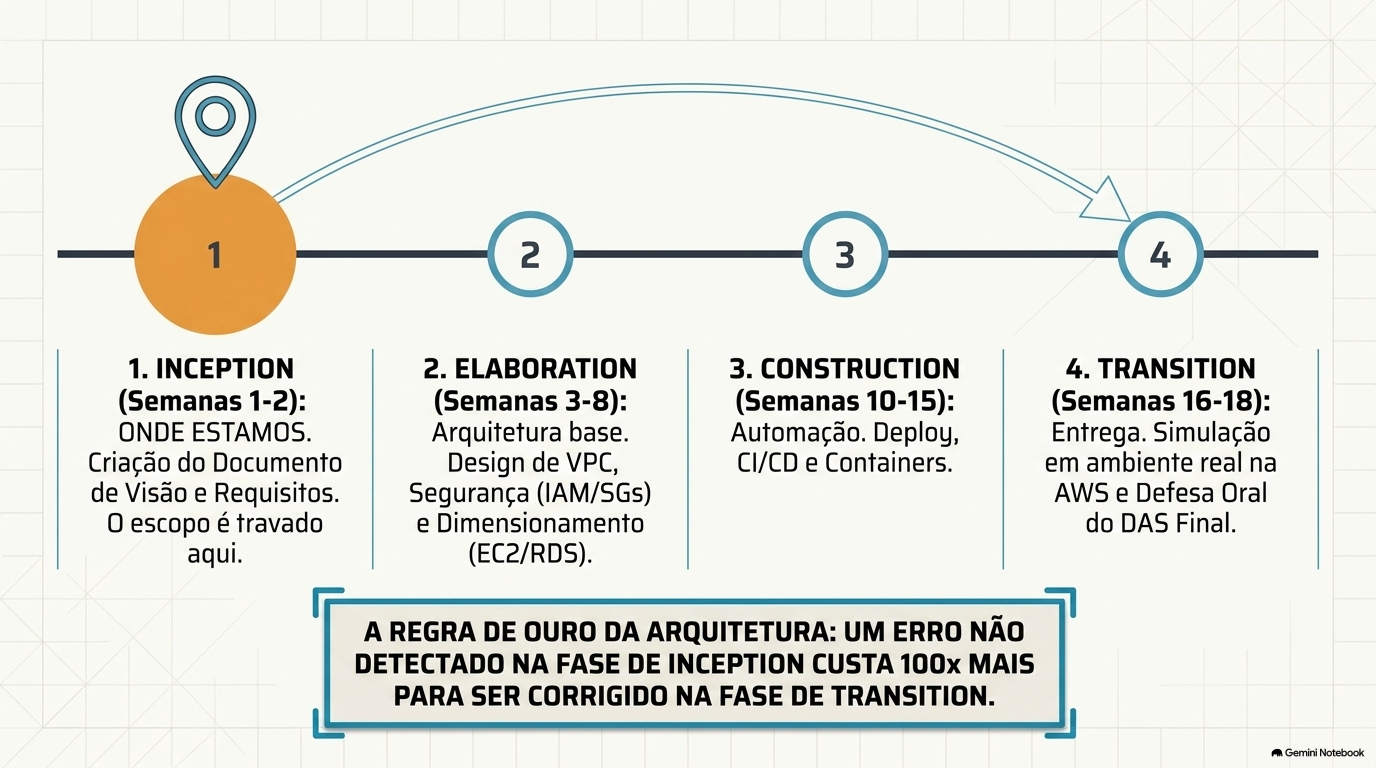 1
2
3
4
1. INCEPTION
(Semanas 1-2):
ONDE ESTAMOS.
Criação do Documento
de Visão e Requisitos.
O escopo é travado
aqui.
2. ELABORATION
(Semanas 3-8):
Arquitetura base.
Design de VPC,
Segurança (IAM/SGs)
e Dimensionamento
(EC2/RDS).
3. CONSTRUCTION
(Semanas 10-15):
Automação. Deploy,
CI/CD e Containers.
4. TRANSITION
(Semanas 16-18):
Entrega. Simulação
em ambiente real na
AWS e Defesa Oral
do DAS Final.
A REGRA DE OURO DA ARQUITETURA: UM ERRO NÃO
DETECTADO NA FASE DE INCEPTION CUSTA 100x MAIS
PARA SER CORRIGIDO NA FASE DE TRANSITION.
Gemini Notebook